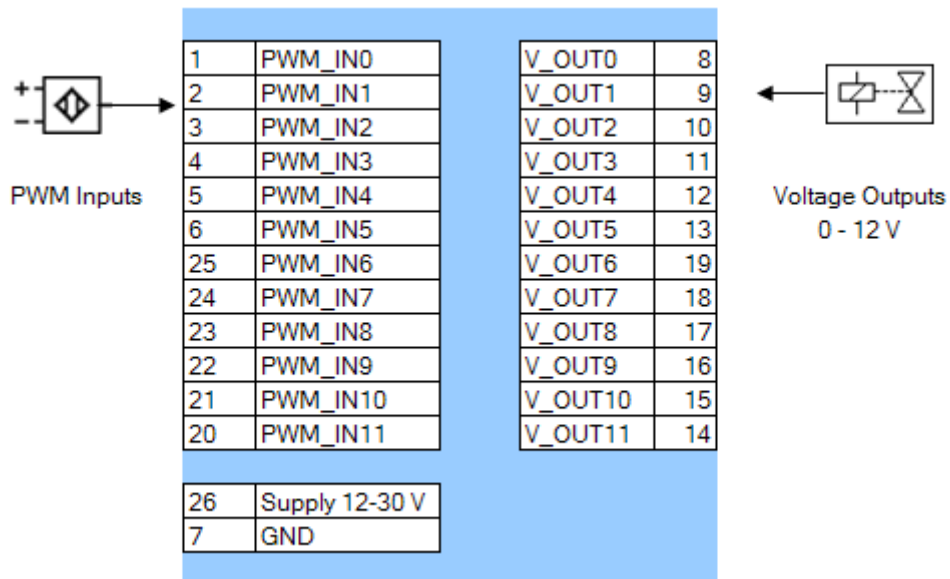 1 PWM_IN0 V_OUT0 8
2 PWM_IN1 V_OUT1 9
3 PWM_IN2 V_OUT2 10
4 PWM_IN3 V_OUT3 11
5 PWM_IN4 V_OUT4 12
6 PWM_IN5 V_OUT5 13
25 PWM_IN6 V_OUT6 19
24 PWM_IN7 V_OUT7 18
23 PWM_IN8 V_OUT8 17
22 PWM_IN9 V_OUT9 16
21 PWM_IN10 V_OUT10 15
20 PWM_IN11 V_OUT11 14
26 Supply 12-30 V
7 GND
PWM Inputs
Voltage Outputs
0 - 12 V